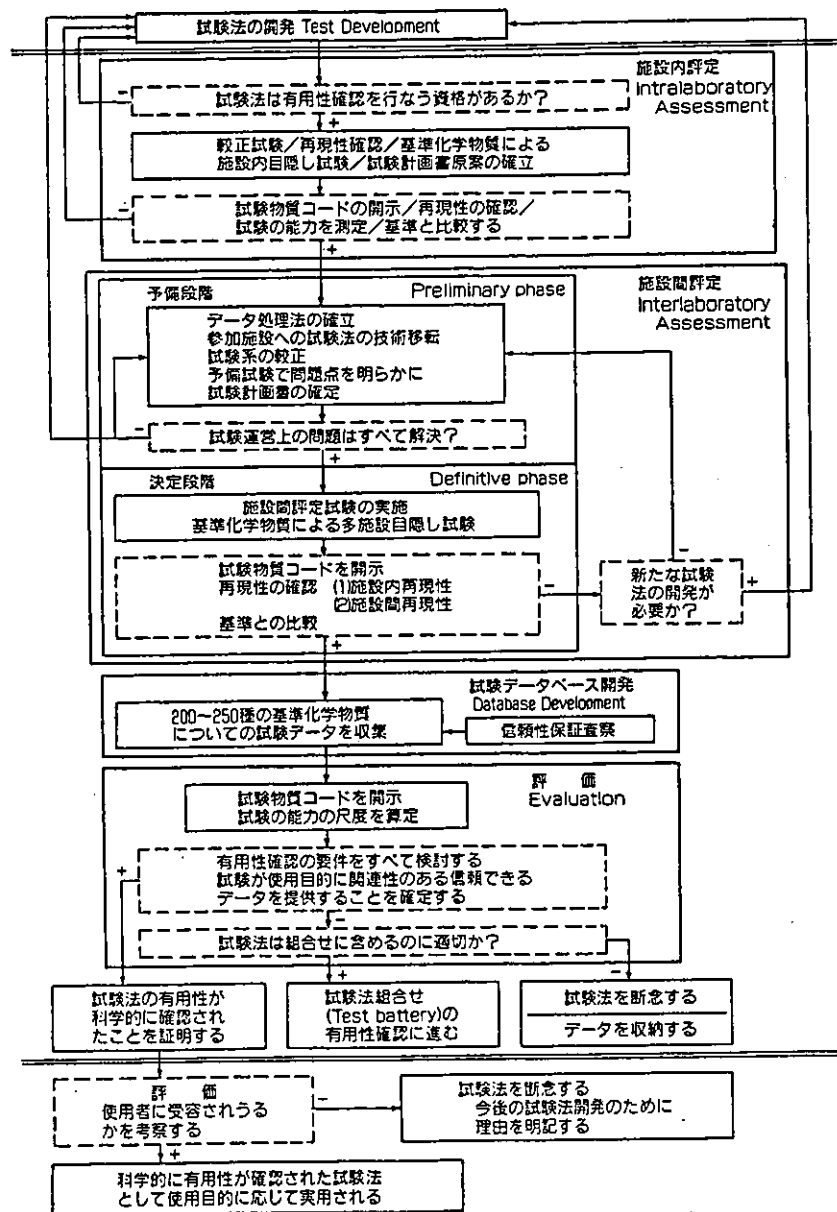 試験法の開発 Test Development
施設内評定
Intralaboratory
Assessment
－
試験法は有用性確認を行なう資格があるか？
＋
較正試験／再現性確認／基準化学物質による
施設内目隠し試験／試験計画書原案の確立
－
試験物質コードの開示／再現性の確認／
試験の能力を測定／基準と比較する
＋
施設間評定
Interlaboratory
Assessment
予備段階
Preliminary phase
データ処理法の確立
参加施設への試験法の技術移転
試験系の較正
予備試験で問題点を明らかに
試験計画書の確定
－
試験運営上の問題はすべて解決？
＋
決定段階
Definitive phase
施設間評定試験の実施
基準化学物質による多施設目隠し試験
試験物質コードを開示
再現性の確認 (1)施設内再現性
(2)施設間再現性
基準との比較
－
＋
－
新たな試験
法の開発が
必要か？
＋
試験データベース開発
Database Development
200～250種の基準化学物質
についての試験データを収集
信頼性保証査察
評 価
Evaluation
試験物質コードを開示
試験の能力の尺度を算定
＋
有用性確認の要件をすべて検討する
試験が使用目的に関連性のある信頼できる
データを提供することを確定する
－
試験法は組合せに含めるのに適切か？
＋
－
試験法の有用性が
科学的に確認され
たことを証明する
試験法組合せ
(Test battery)の
有用性確認に進む
試験法を断念する
データを収納する
評 価
使用者に受容されうる
かを考察する
－
＋
試験法を断念する
今後の試験法開発のために
理由を明記する
科学的に有用性が確認された試験法
として使用目的に応じて実用される